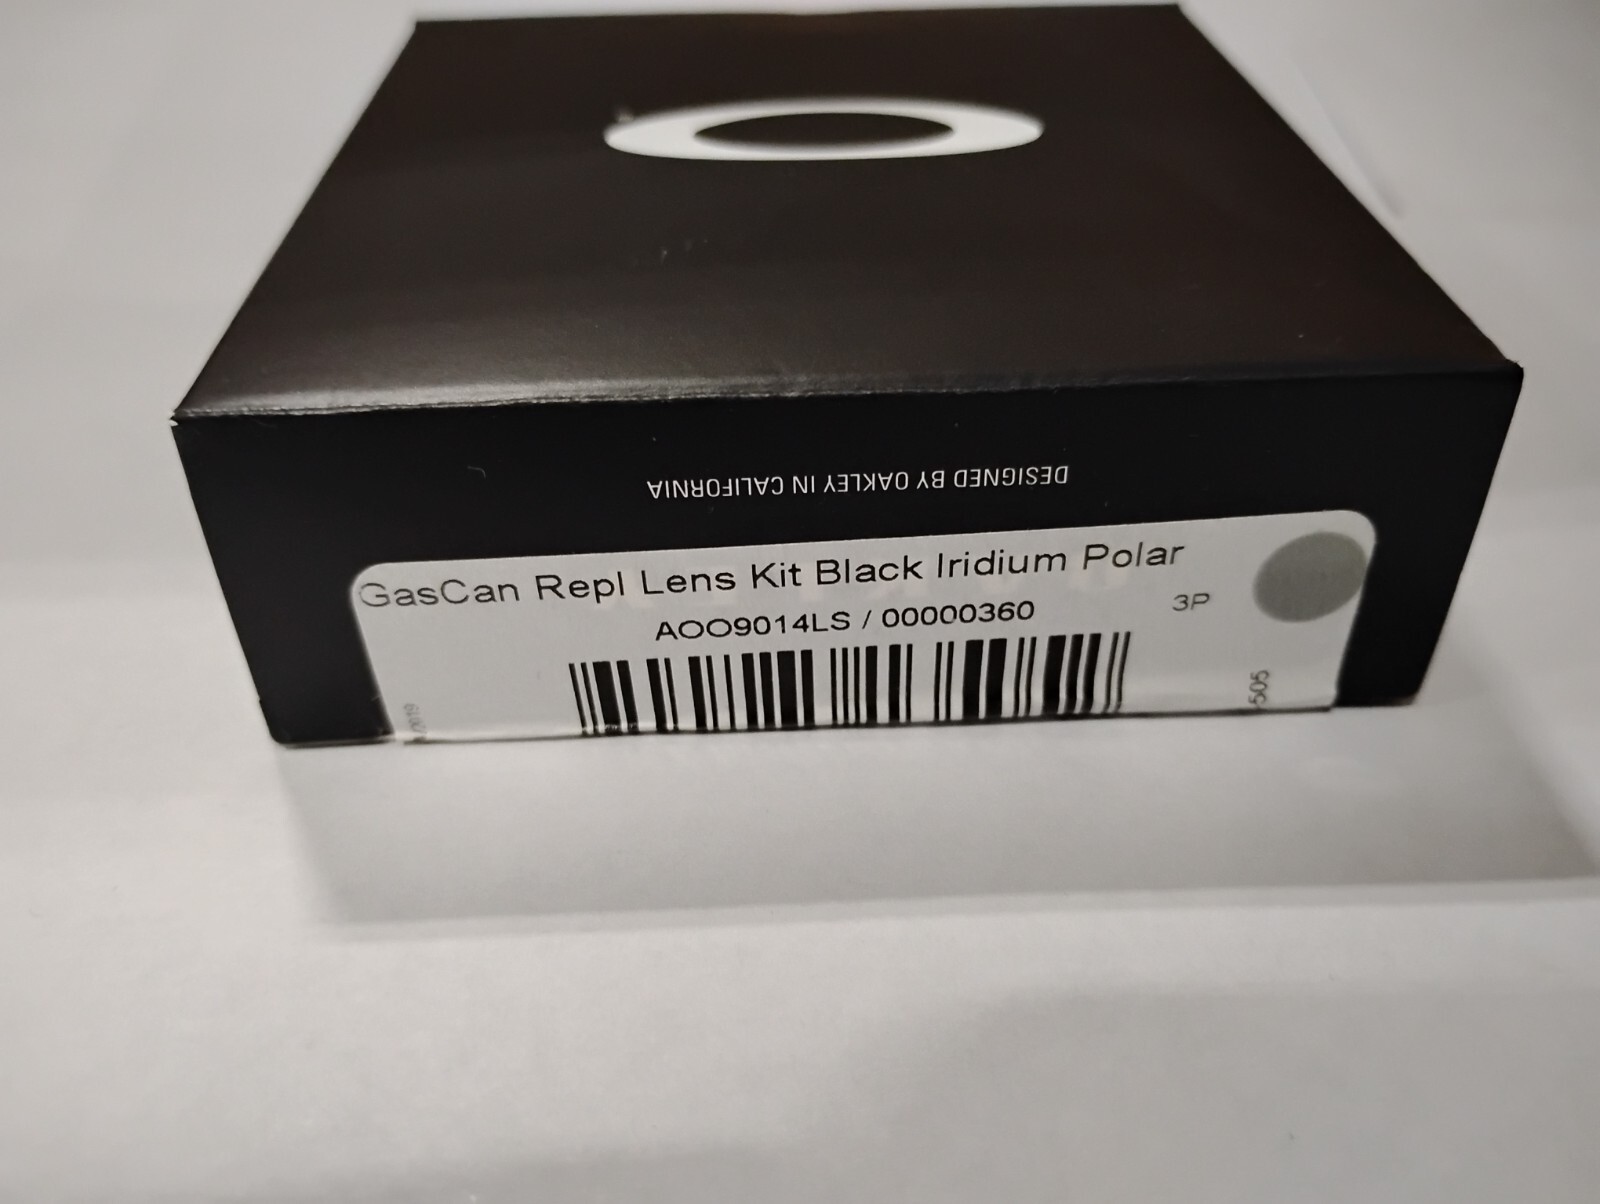 DESIGNED BY OAKLEY IN CALIFORNIA
GasCan Repl Lens Kit Black Iridium Polar
AOO9014LS / 00000360
3P
505